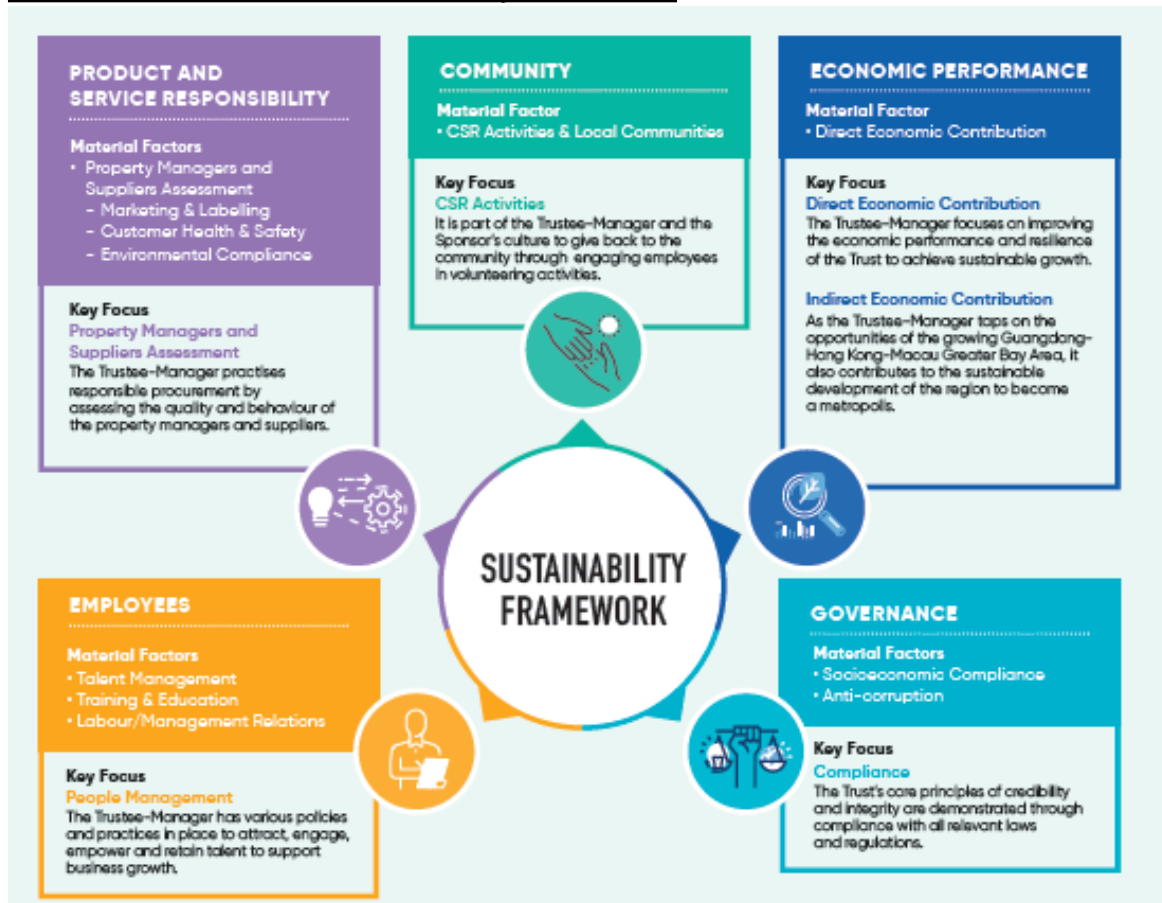 PRODUCT AND
SERVICE RESPONSIBILITY
Material Factors
• Property Managers and
Suppliers Assessment
- Marketing & Labelling
- Customer Health & Safety
- Environmental Compliance
Key Focus
Property Managers and
Suppliers Assessment
The Trustee-Manager practises
responsible procurement by
assessing the quality and behaviour of
the property managers and suppliers.
COMMUNITY
Material Factor
• CSR Activities & Local Communities
Key Focus
CSR Activities
It is part of the Trustee-Manager and the
Sponsor's culture to give back to the
community through engaging employees
in volunteering activities.
ECONOMIC PERFORMANCE
Material Factor
• Direct Economic Contribution
Key Focus
Direct Economic Contribution
The Trustee-Manager focuses on improving
the economic performance and resilience
of the Trust to achieve sustainable growth.
Indirect Economic Contribution
As the Trustee-Manager taps on the
opportunities of the growing Guangdong-
Hong Kong-Macau Greater Bay Area, it
also contributes to the sustainable
development of the region to become
a metropolis.
SUSTAINABILITY
FRAMEWORK
EMPLOYEES
Material Factors
• Talent Management
• Training & Education
• Labour/Management Relations
Key Focus
People Management
The Trustee-Manager has various policies
and practices in place to attract, engage,
empower and retain talent to support
business growth.
GOVERNANCE
Material Factors
• Socioeconomic Compliance
• Anti-corruption
Key Focus
Compliance
The Trust's core principles of credibility
and integrity are demonstrated through
compliance with all relevant laws
and regulations.